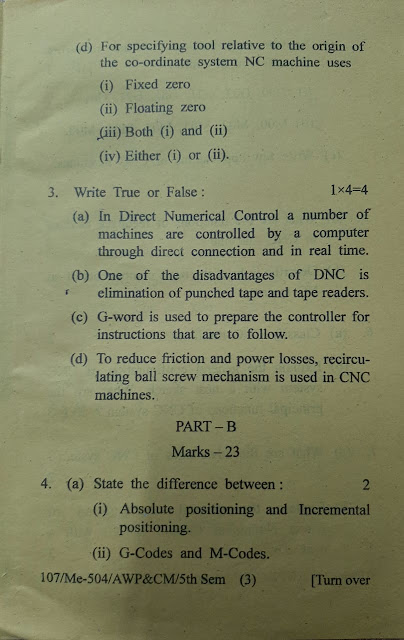 (d) For specifying tool relative to the origin of
the co-ordinate system NC machine uses
(i) Fixed zero
(ii) Floating zero
(iii) Both (i) and (ii)
(iv) Either (i) or (ii).
3. Write True or False : 1×4=4
(a) In Direct Numerical Control a number of
machines are controlled by a computer
through direct connection and in real time.
(b) One of the disadvantages of DNC is
elimination of punched tape and tape readers.
(c) G-word is used to prepare the controller for
instructions that are to follow.
(d) To reduce friction and power losses, recircu-
lating ball screw mechanism is used in CNC
machines.
PART – B
Marks – 23
4. (a) State the difference between : 2
(i) Absolute positioning and Incremental
positioning.
(ii) G-Codes and M-Codes.
107/Me-504/AWP&CM/5th Sem (3) [Turn over